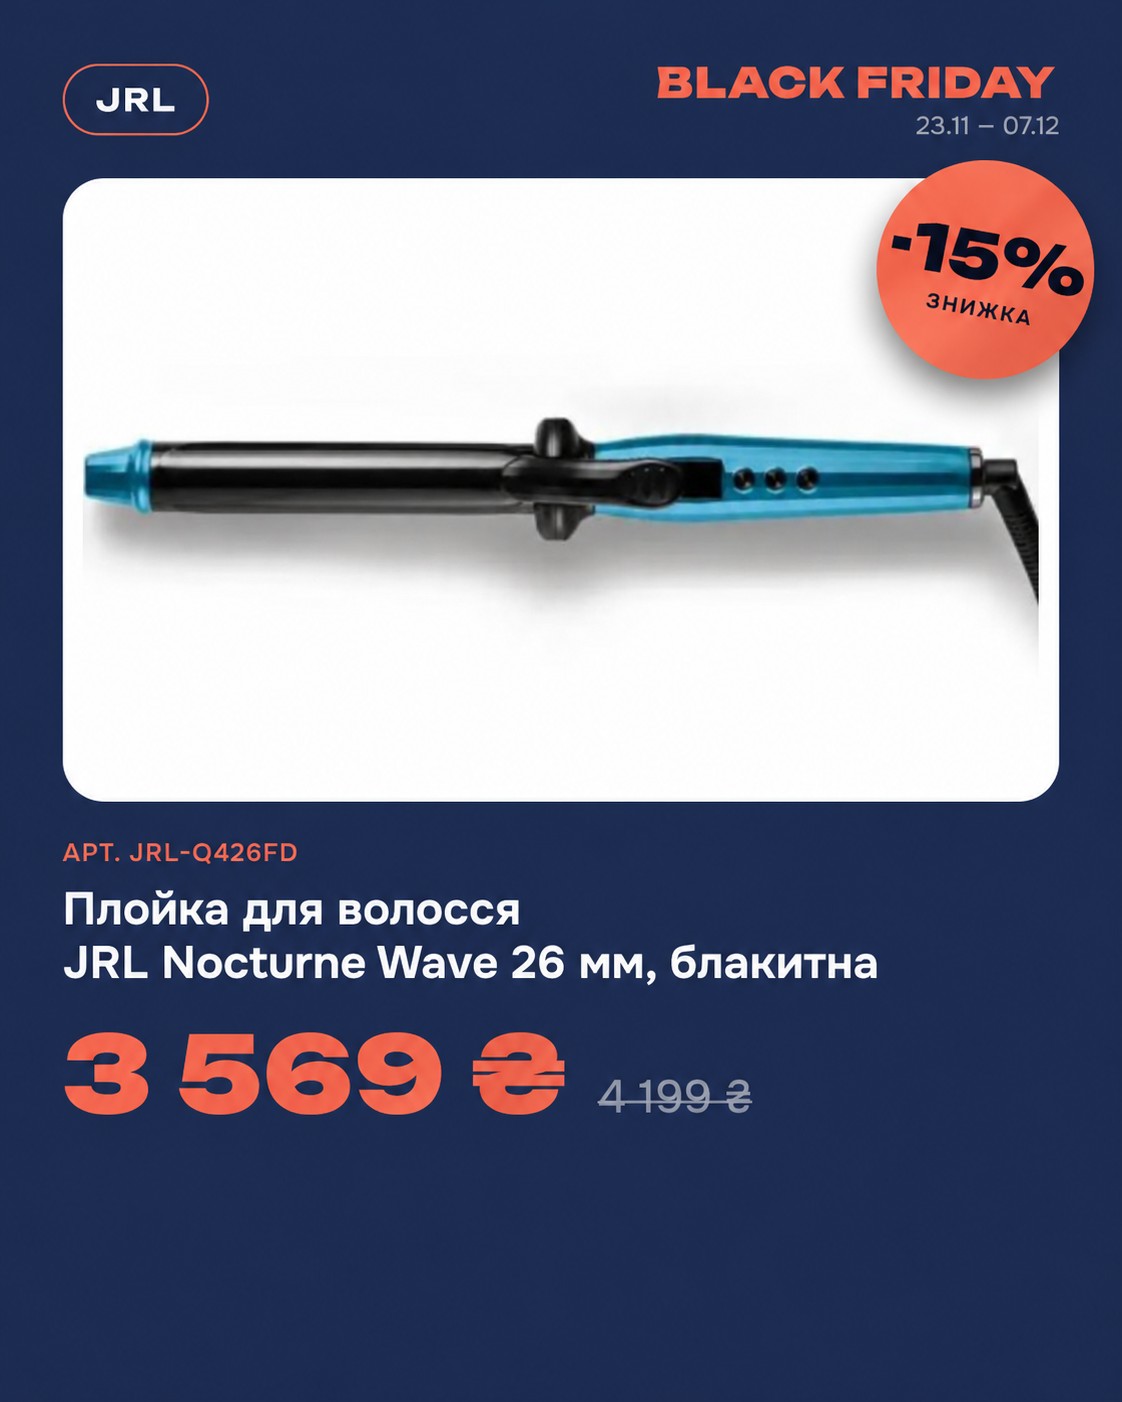 JRL
BLACK FRIDAY
23.11 – 07.12
-15%
ЗНИЖКА
АРТ. JRL-Q426FD
Плойка для волосся
JRL Nocturne Wave 26 мм, блакитна
3 569 ₴
4 199 ₴